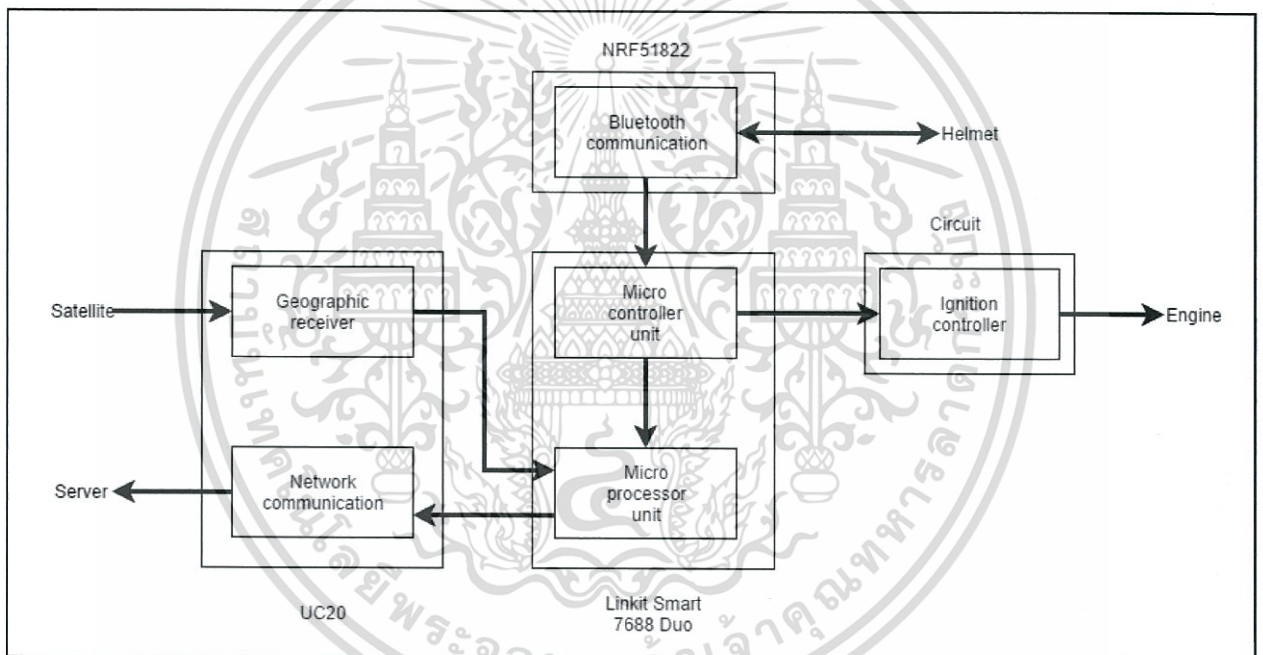 NRF51822
Bluetooth
communication
Helmet
Circuit
Satellite
Geographic
receiver
Micro
controller
unit
Ignition
controller
Engine
Server
Network
communication
Micro
processor
unit
UC20
Linkit Smart
7688 Duo